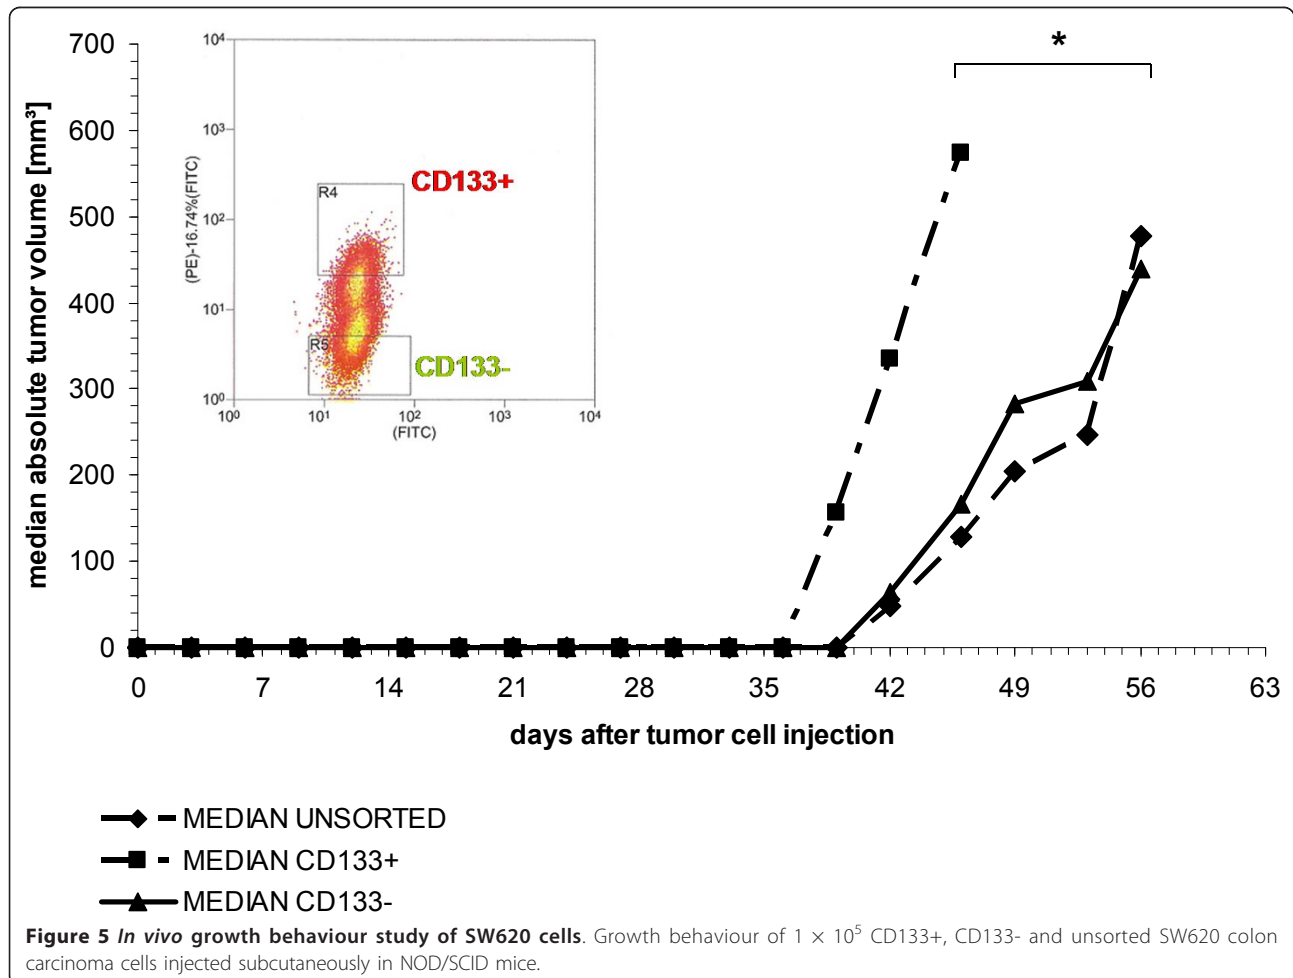 median absolute tumor volume [mm³]
700
600
500
400
300
200
100
0
*
10⁴
10³
10²
10¹
10⁰
(PE)-16.74%(FITC)
R4
CD133+
R5
CD133-
10⁰ 10¹ 10² 10³ 10⁴
(FITC)
0 7 14 21 28 35 42 49 56 63
days after tumor cell injection
MEDIAN UNSORTED
MEDIAN CD133+
MEDIAN CD133-
Figure 5 In vivo growth behaviour study of SW620 cells. Growth behaviour of 1 × 10⁵ CD133+, CD133- and unsorted SW620 colon
carcinoma cells injected subcutaneously in NOD/SCID mice.